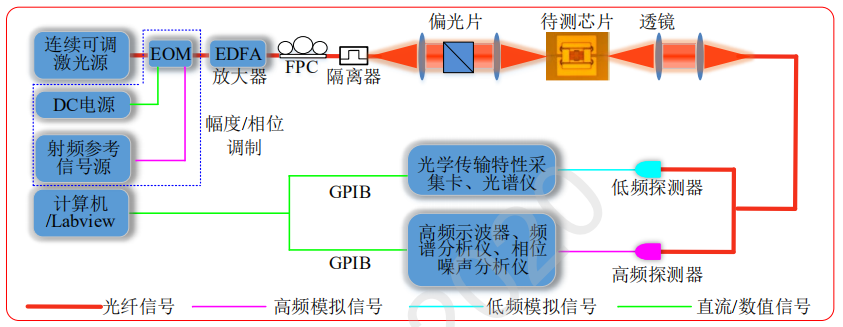 连续可调
激光源
EOM
EDFA
放大器
FPC
隔离器
偏光片
待测芯片
透镜
DC电源
射频参考
信号源
幅度/相位
调制
计算机
/Labview
GPIB
GPIB
光学传输特性采
集卡、光谱仪
高频示波器、频
谱分析仪、相位
噪声分析仪
低频探测器
高频探测器
光纤信号
高频模拟信号
低频模拟信号
直流/数值信号
2020